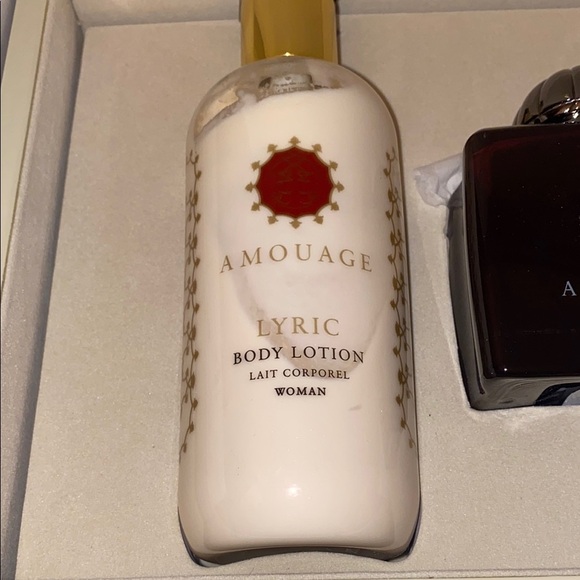 AMOUAGE
LYRIC
BODY LOTION
LAIT CORPOREL
WOMAN
A